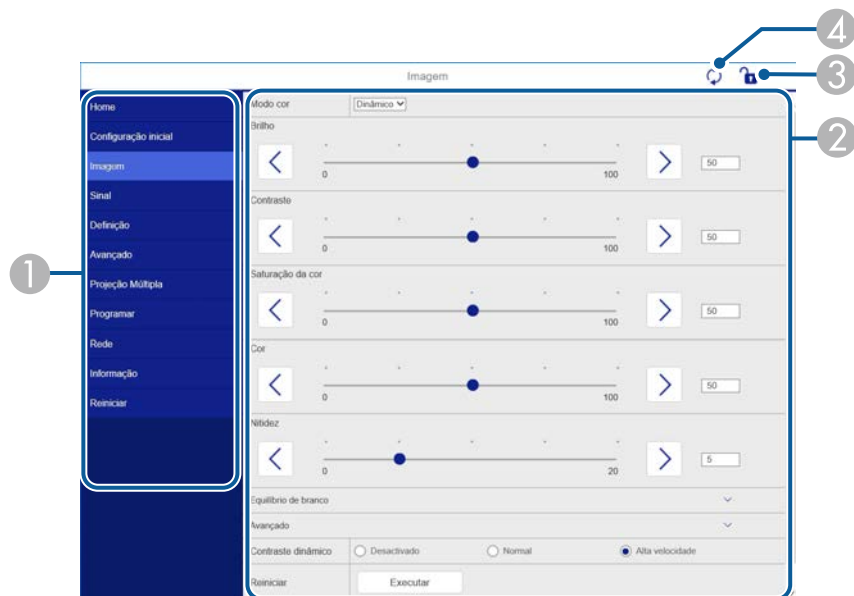 4
Imagem
3
Home
Configuração inicial
Imagem
Sinal
Definição
Avançado
Projeção Múltipla
Programar
Rede
Informação
Reiniciar
1
Modo cor Dinâmico
2
Brilho
0 100 50
Contraste
0 100 50
Saturação da cor
0 100 50
Cor
0 100 50
Nitidez
0 20 5
Equilíbrio de branco
Avançado
Contraste dinâmico Desactivado Normal Alta velocidade
Reiniciar Executar